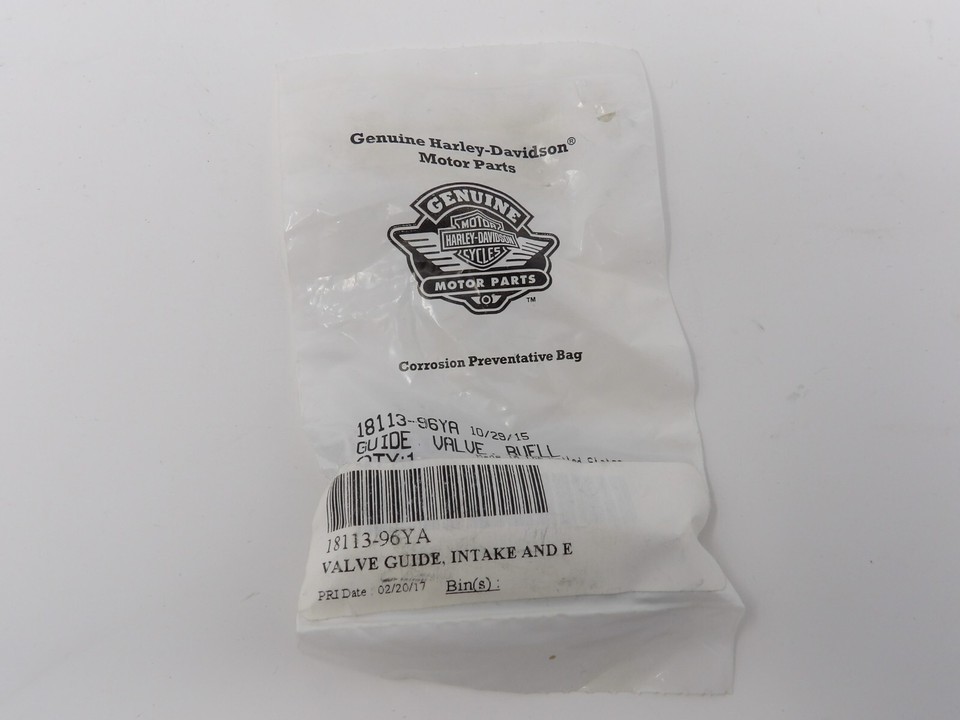 Genuine Harley-Davidson®
Motor Parts
GENUINE
MOTOR
HARLEY-DAVIDSON
CYCLES
MOTOR PARTS
TM
Corrosion Preventative Bag
18113-96YA 10/29/15
GUIDE VALVE BUELL
QTY:1
18113-96YA
VALVE GUIDE, INTAKE AND E
PRI Date : 02/20/17 Bin(s) :